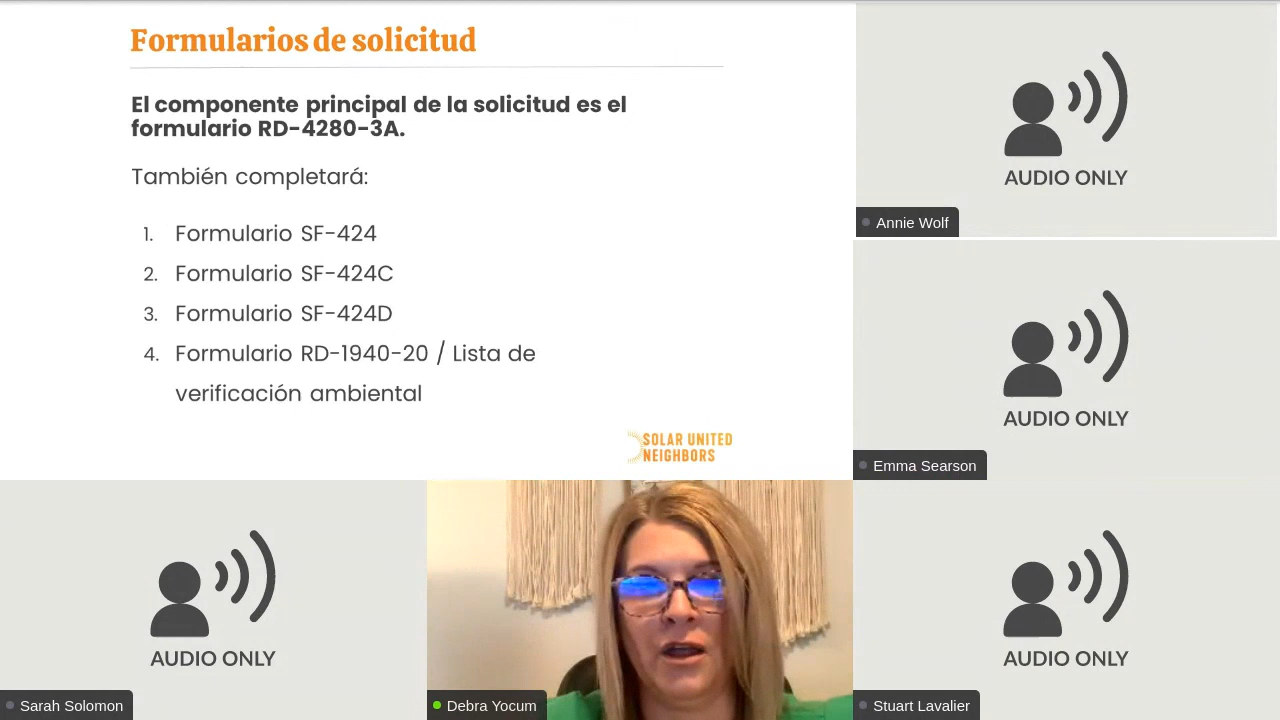 Formularios de solicitud
El componente principal de la solicitud es el
formulario RD-4280-3A.
También completará:
1. Formulario SF-424
2. Formulario SF-424C
3. Formulario SF-424D
4. Formulario RD-1940-20 / Lista de
verificación ambiental
SOLAR UNITED
NEIGHBORS
AUDIO ONLY
Annie Wolf
AUDIO ONLY
Emma Searson
AUDIO ONLY
Sarah Solomon
Debra Yocum
AUDIO ONLY
Stuart Lavalier